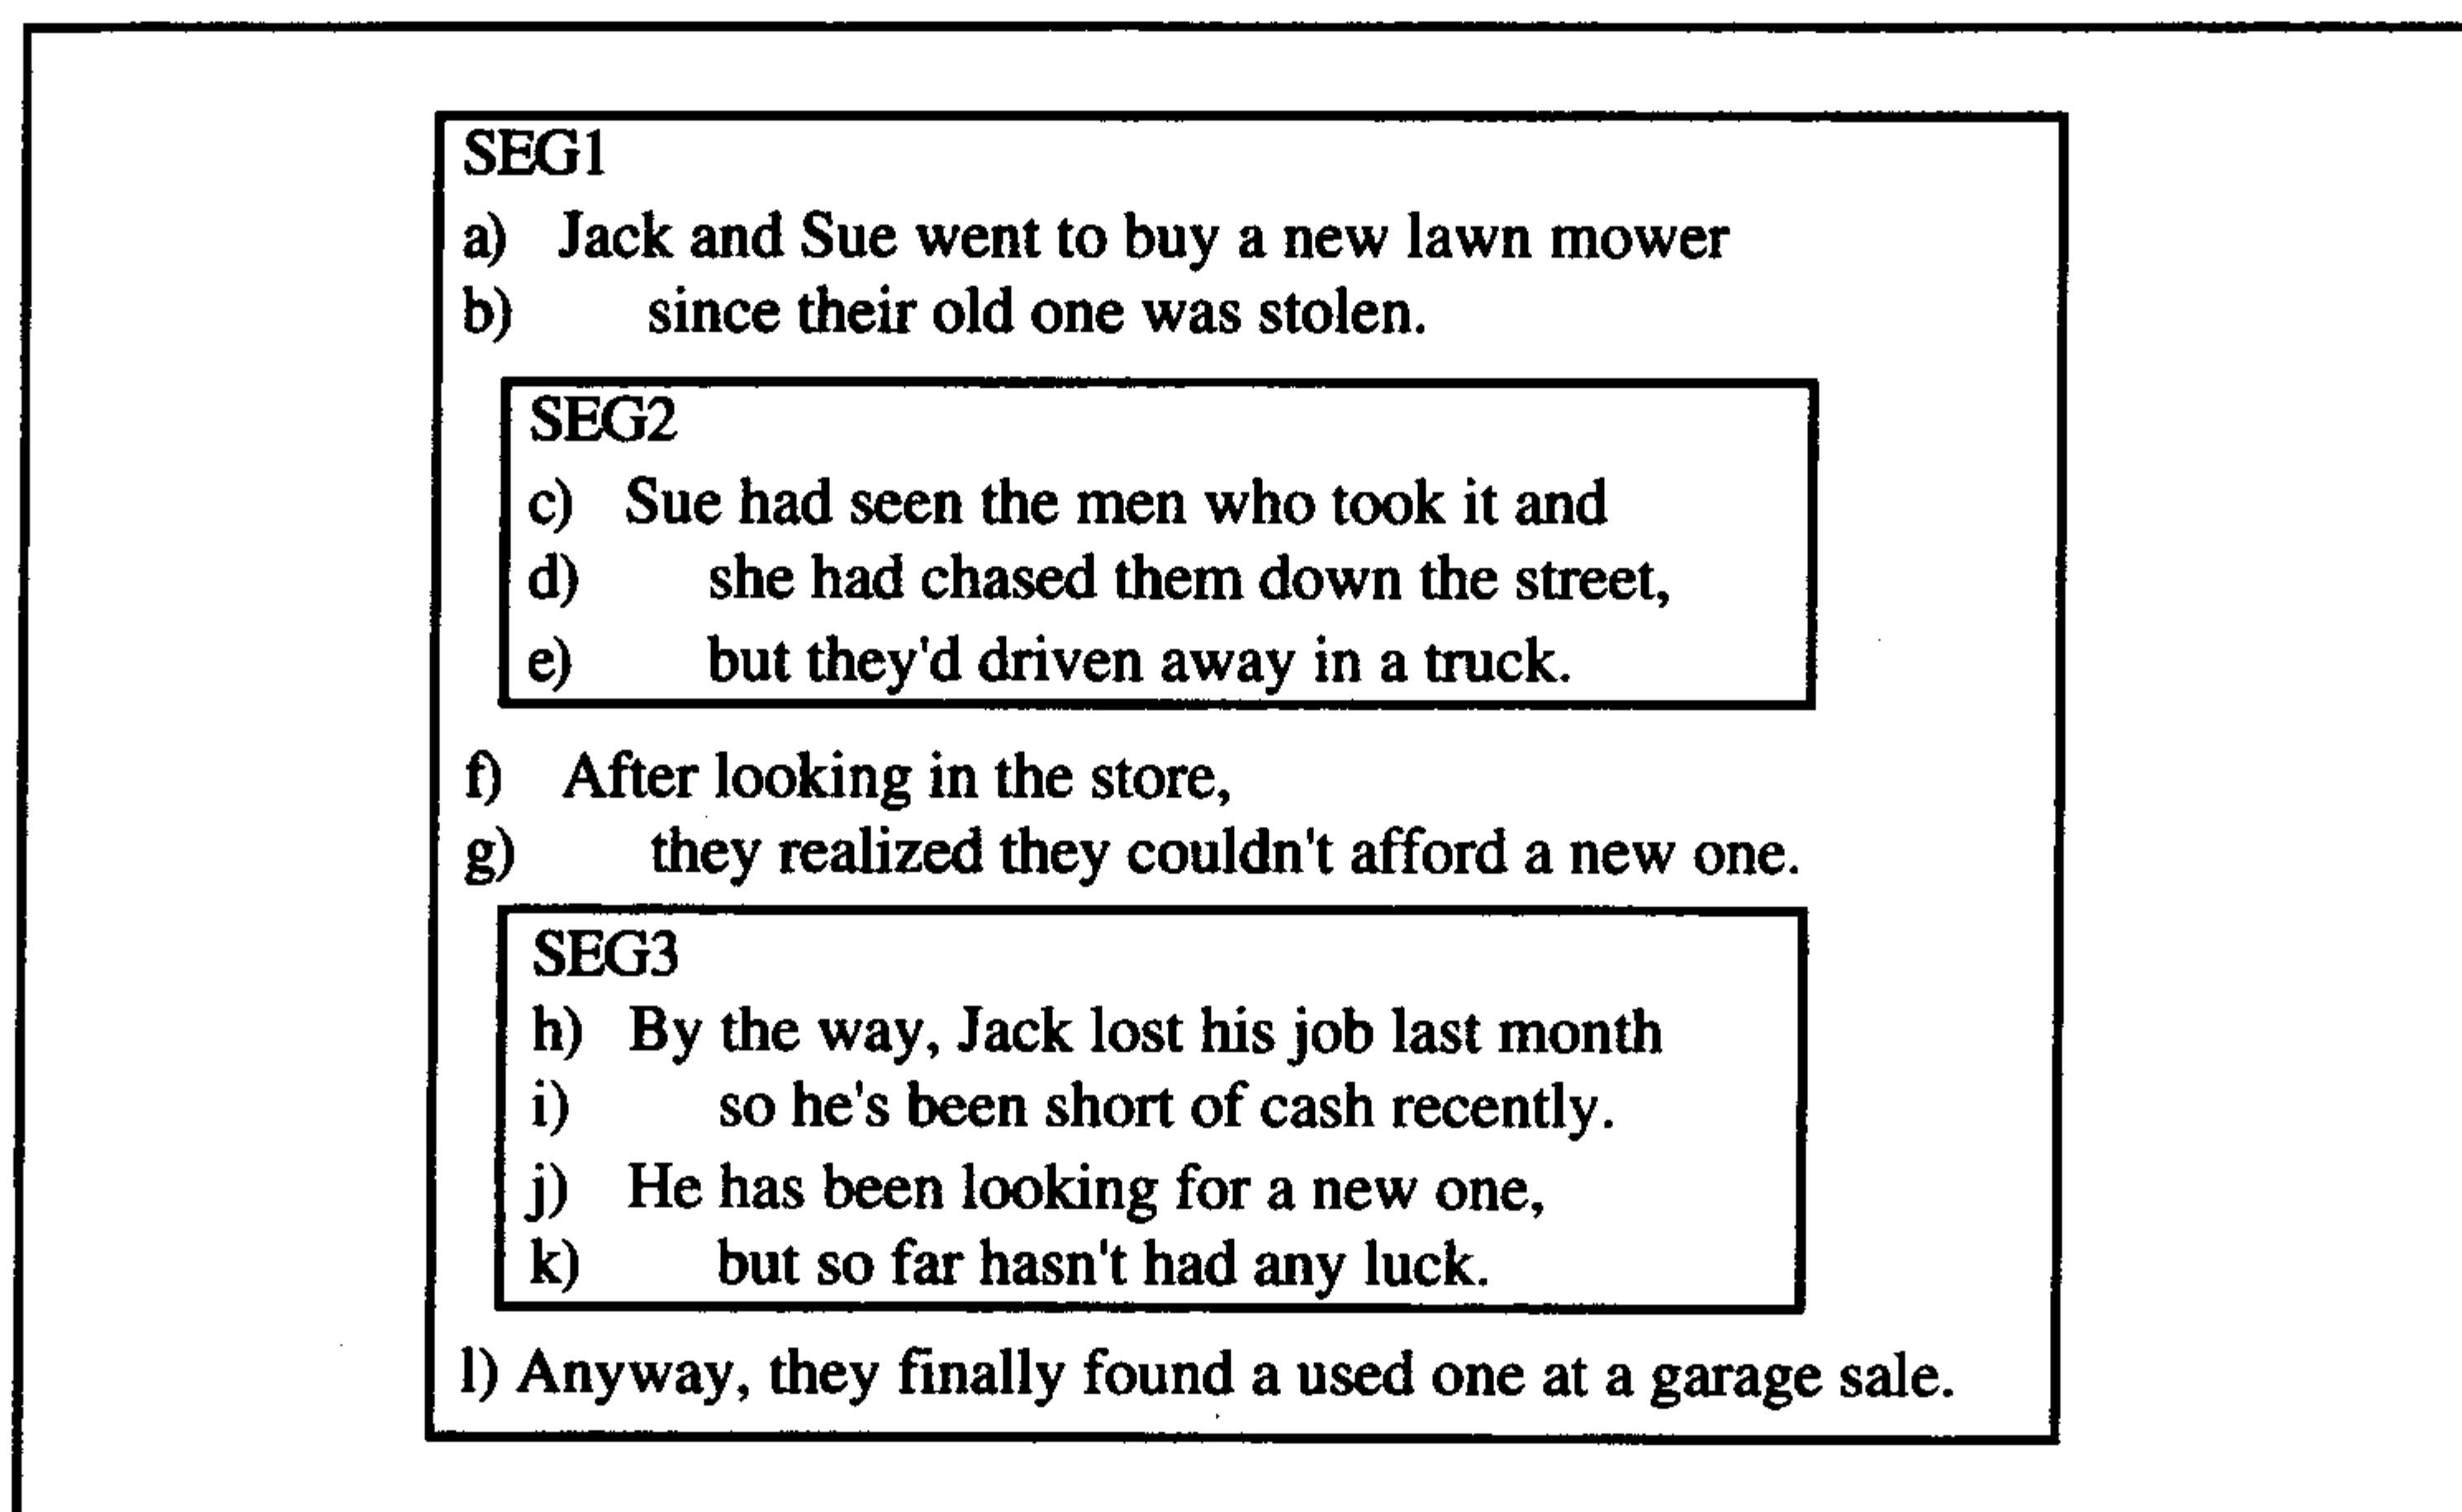 SEG1
a) Jack and Sue went to buy a new lawn mower
b) since their old one was stolen.
SEG2
c) Sue had seen the men who took it and
d) she had chased them down the street,
e) but they'd driven away in a truck.
f) After looking in the store,
g) they realized they couldn't afford a new one.
SEG3
h) By the way, Jack lost his job last month
i) so he's been short of cash recently.
j) He has been looking for a new one,
k) but so far hasn't had any luck.
l) Anyway, they finally found a used one at a garage sale.